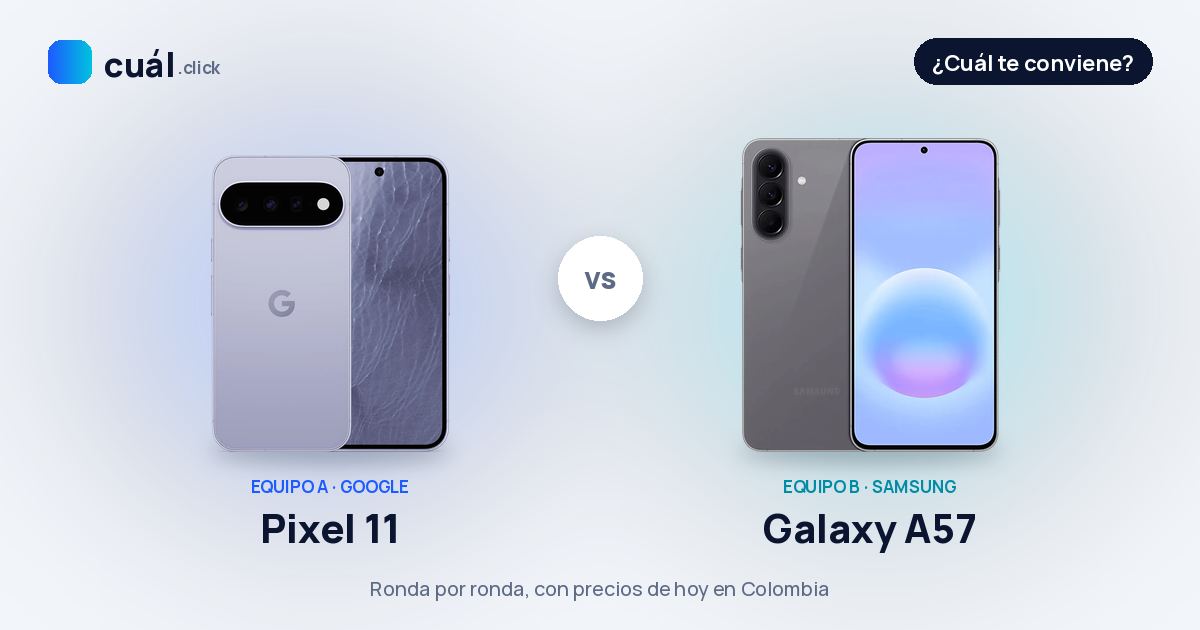 cuál.click
¿Cuál te conviene?
G
SAMSUNG
vs
EQUIPO A · GOOGLE
EQUIPO B · SAMSUNG
Pixel 11
Galaxy A57
Ronda por ronda, con precios de hoy en Colombia